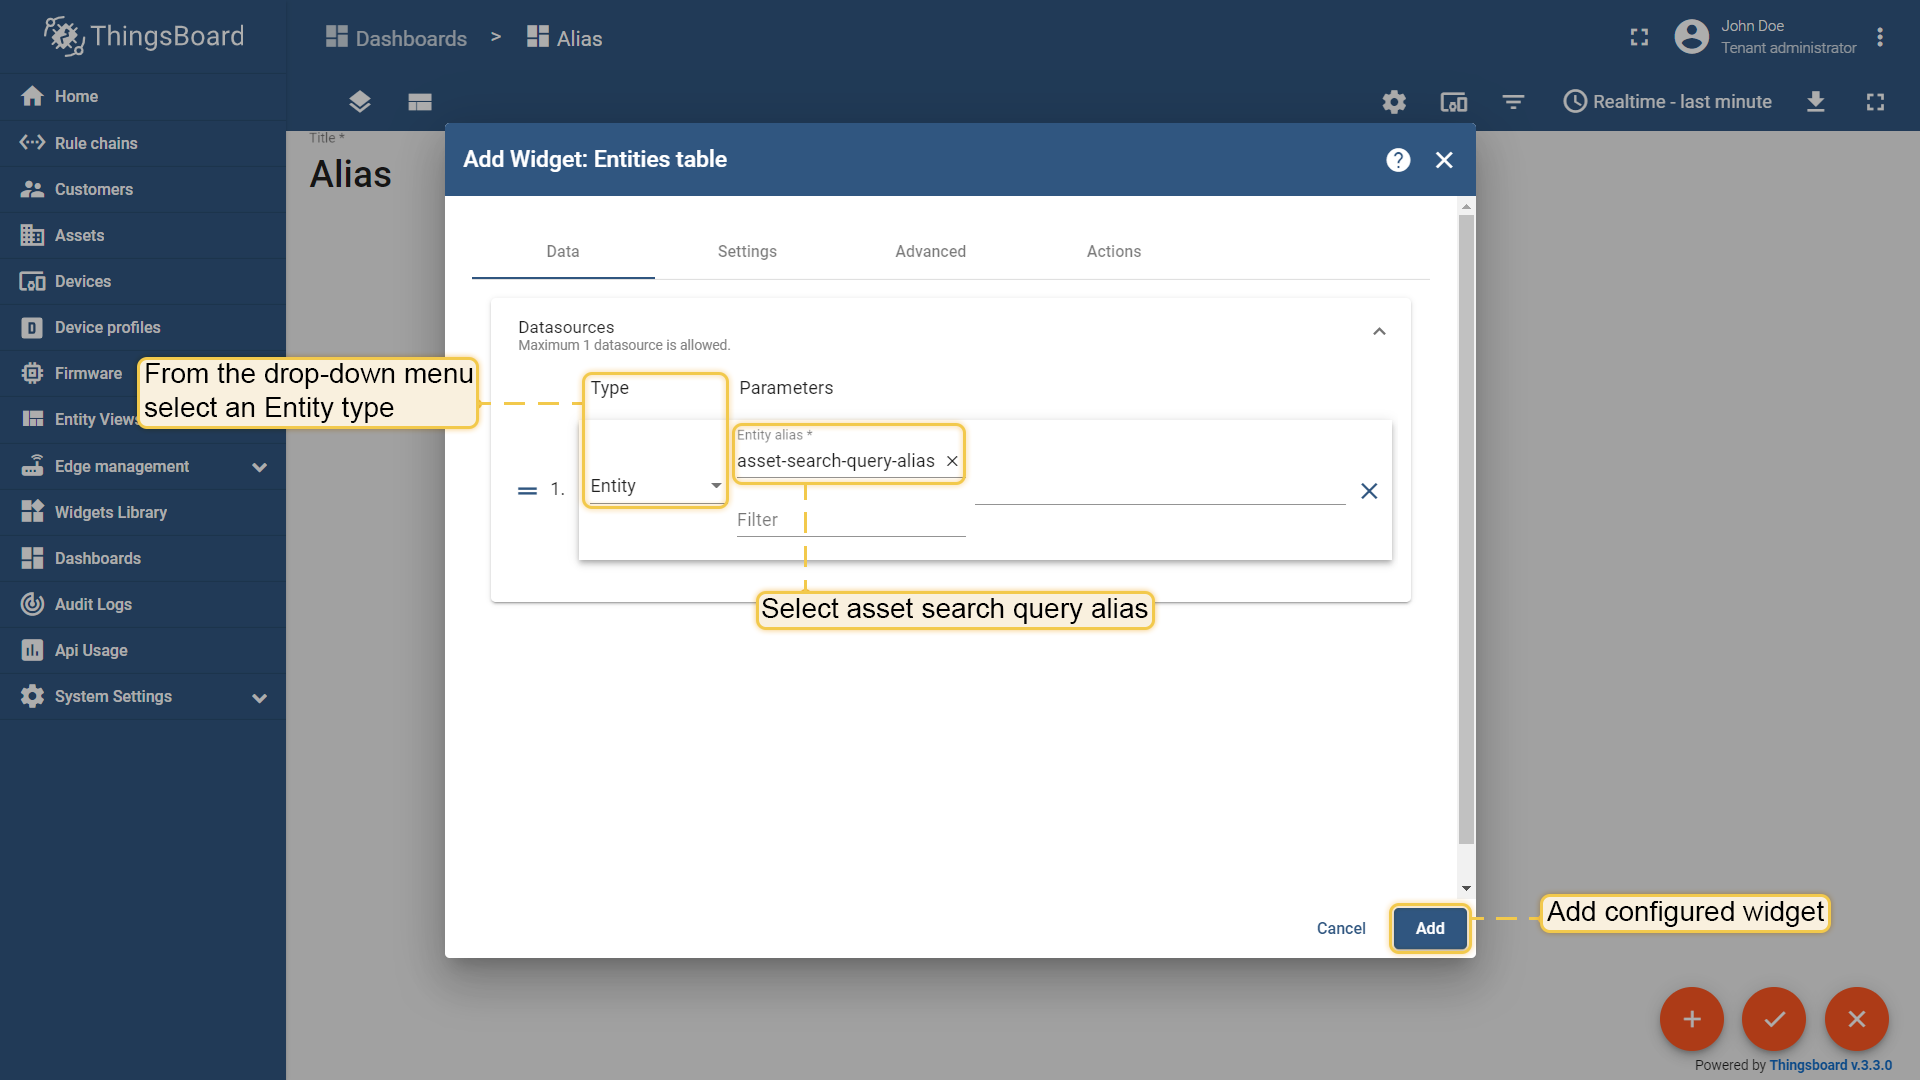 ThingsBoard
Dashboards > Alias
John Doe
Tenant administrator
Realtime - last minute
Home
Rule chains
Customers
Assets
Devices
Device profiles
Firmware
Entity Views
Edge management
Widgets Library
Dashboards
Audit Logs
Api Usage
System Settings
Title *
Alias
Add Widget: Entities table
?
Data Settings Advanced Actions
Datasources
Maximum 1 datasource is allowed.
From the drop-down menu
select an Entity type
Type Parameters
Entity alias *
asset-search-query-alias
1. Entity
Filter
Select asset search query alias
Cancel Add
Add configured widget
Powered by Thingsboard v.3.3.0